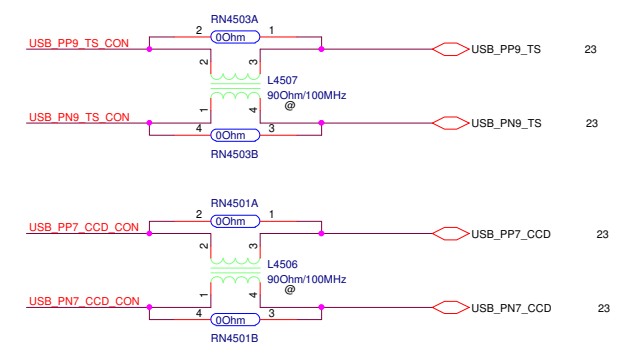 RN4503A
2 0Ohm 1
USB_PP9_TS_CON USB_PP9_TS 23
2 3
L4507
90Ohm/100MHz
@
1 4
USB_PN9_TS_CON USB_PN9_TS 23
4 0Ohm 3
RN4503B
RN4501A
2 0Ohm 1
USB_PP7_CCD_CON USB_PP7_CCD 23
2 3
L4506
90Ohm/100MHz
@
1 4
USB_PN7_CCD_CON USB_PN7_CCD 23
4 0Ohm 3
RN4501B